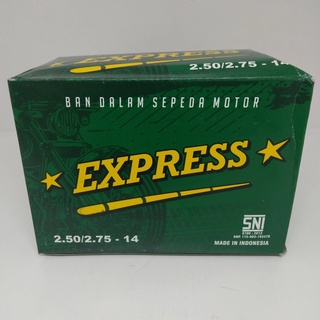 EXPRESS
2.50/2.75 - 14
BAN DALAM SEPEDA MOTOR
EXPRESS
2.50/2.75 - 14
SNI
MADE IN INDONESIA